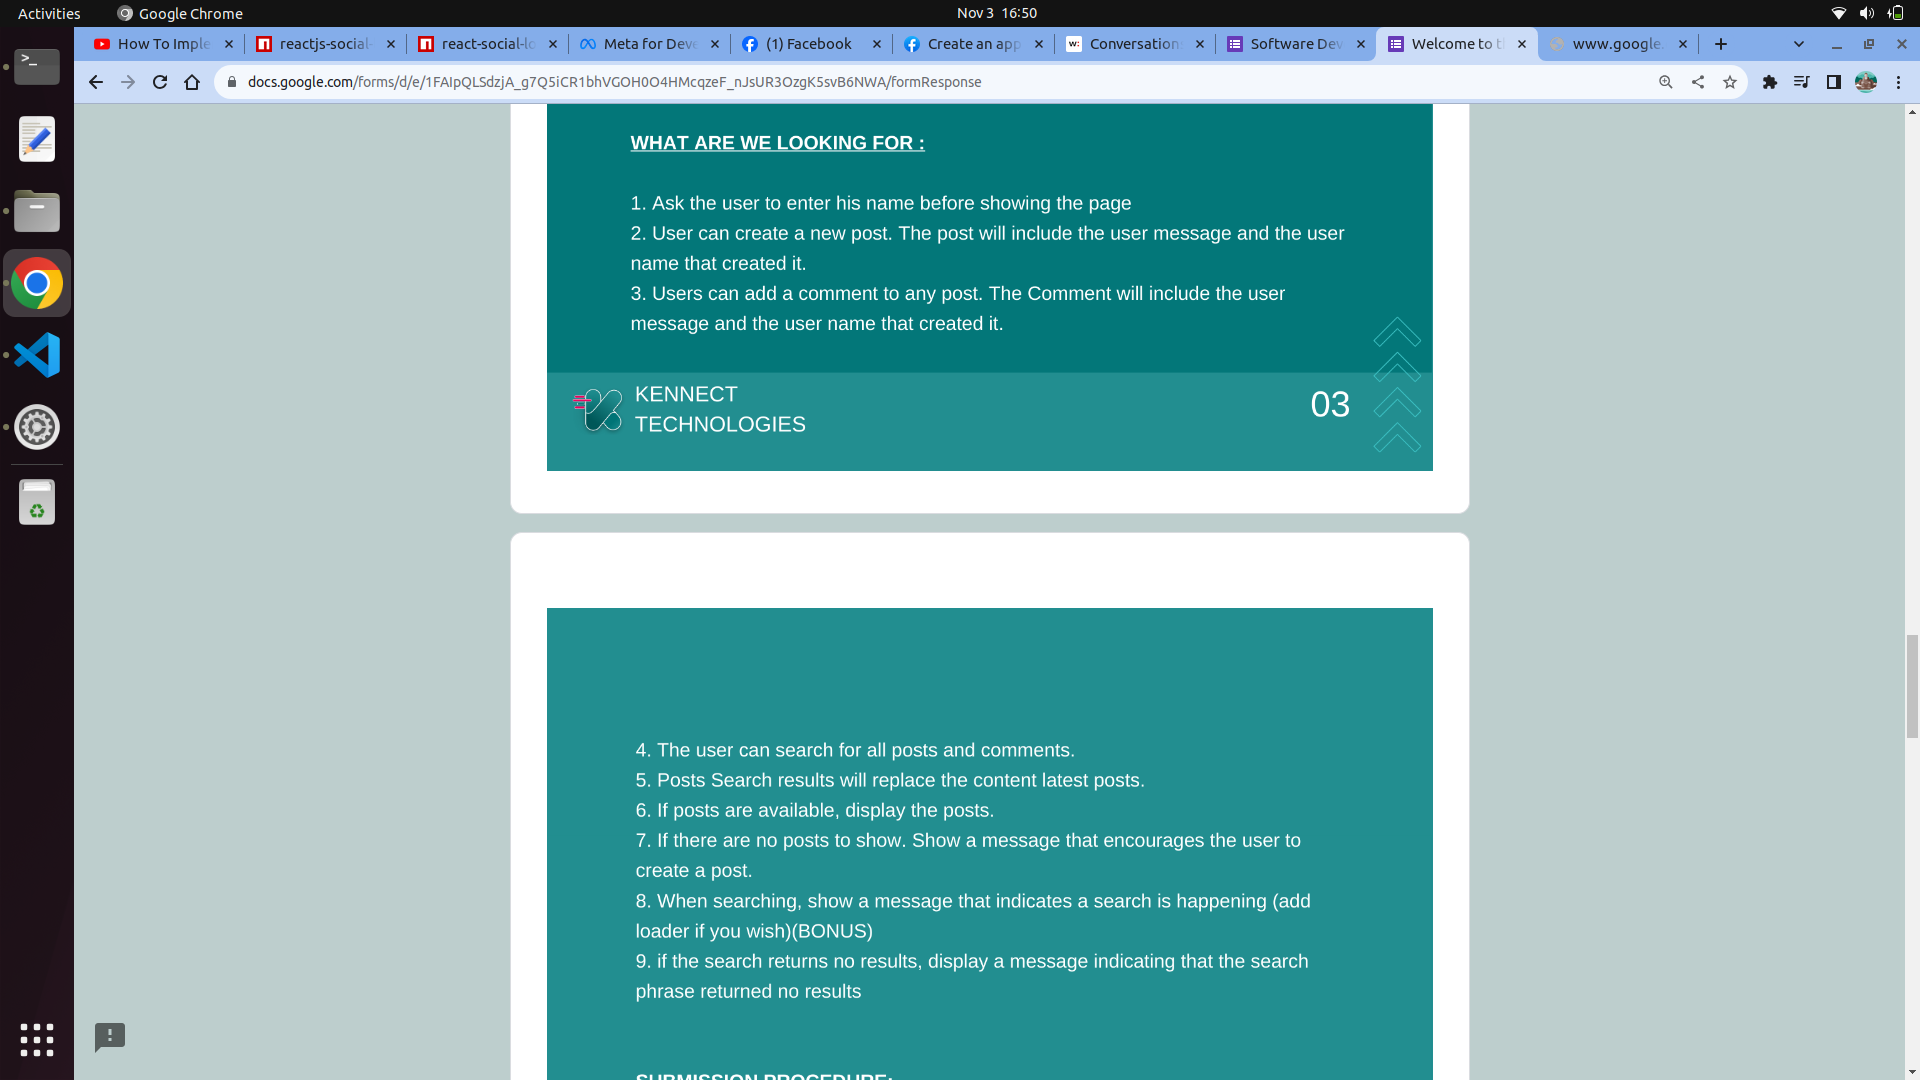 Activities
Google Chrome
Nov 3 16:50
How To Imple
reactjs-social-
react-social-lo
Meta for Deve
(1) Facebook
Create an app
Conversation
Software Dev
Welcome to t
www.google.
docs.google.com/forms/d/e/1FAIpQLSdzjA_g7Q5iCR1bhVGOH0O4HMcqzeF_nJsUR3OzgK5svB6NWA/formResponse
WHAT ARE WE LOOKING FOR :
1. Ask the user to enter his name before showing the page
2. User can create a new post. The post will include the user message and the user
name that created it.
3. Users can add a comment to any post. The Comment will include the user
message and the user name that created it.
KENNECT
TECHNOLOGIES
03
4. The user can search for all posts and comments.
5. Posts Search results will replace the content latest posts.
6. If posts are available, display the posts.
7. If there are no posts to show. Show a message that encourages the user to
create a post.
8. When searching, show a message that indicates a search is happening (add
loader if you wish)(BONUS)
9. if the search returns no results, display a message indicating that the search
phrase returned no results
SUBMISSION PROCEDURE: